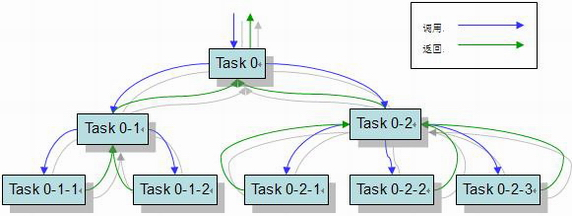 调用:
返回:
Task 0
Task 0-1
Task 0-2
Task 0-1-1
Task 0-1-2
Task 0-2-1
Task 0-2-2
Task 0-2-3